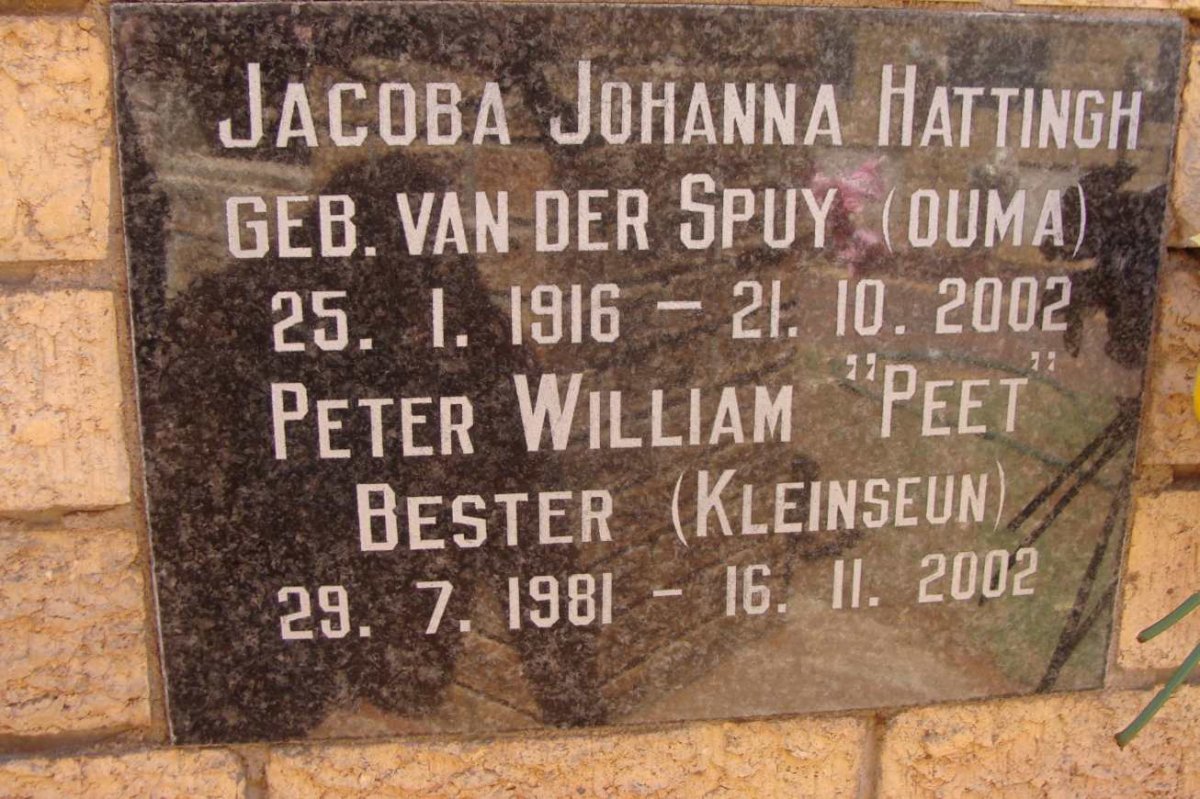 JACOBA JOHANNA HATTINGH
GEB. VAN DER SPUY (OUMA)
25. 1. 1916 – 21. 10. 2002
PETER WILLIAM "PEET"
BESTER (KLEINSEUN)
29. 7. 1981 – 16. 11. 2002